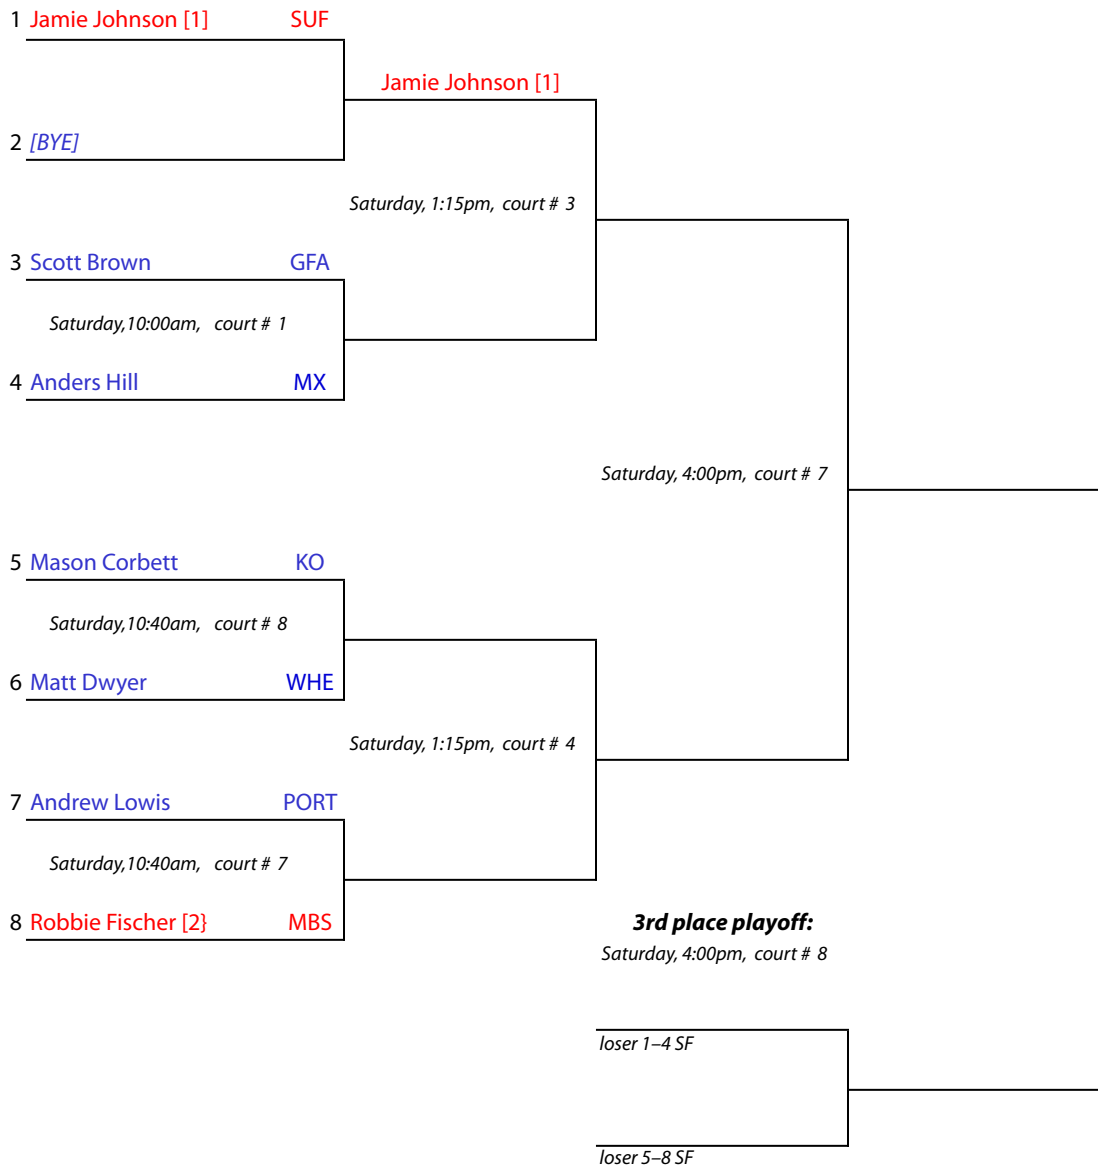 1 Jamie Johnson [1] SUF
Jamie Johnson [1]
2 [BYE]
Saturday, 1:15pm, court # 3
3 Scott Brown GFA
Saturday,10:00am, court # 1
4 Anders Hill MX
Saturday, 4:00pm, court # 7
5 Mason Corbett KO
Saturday,10:40am, court # 8
6 Matt Dwyer WHE
Saturday, 1:15pm, court # 4
7 Andrew Lowis PORT
Saturday,10:40am, court # 7
8 Robbie Fischer [2} MBS
3rd place playoff:
Saturday, 4:00pm, court # 8
loser 1–4 SF
loser 5–8 SF